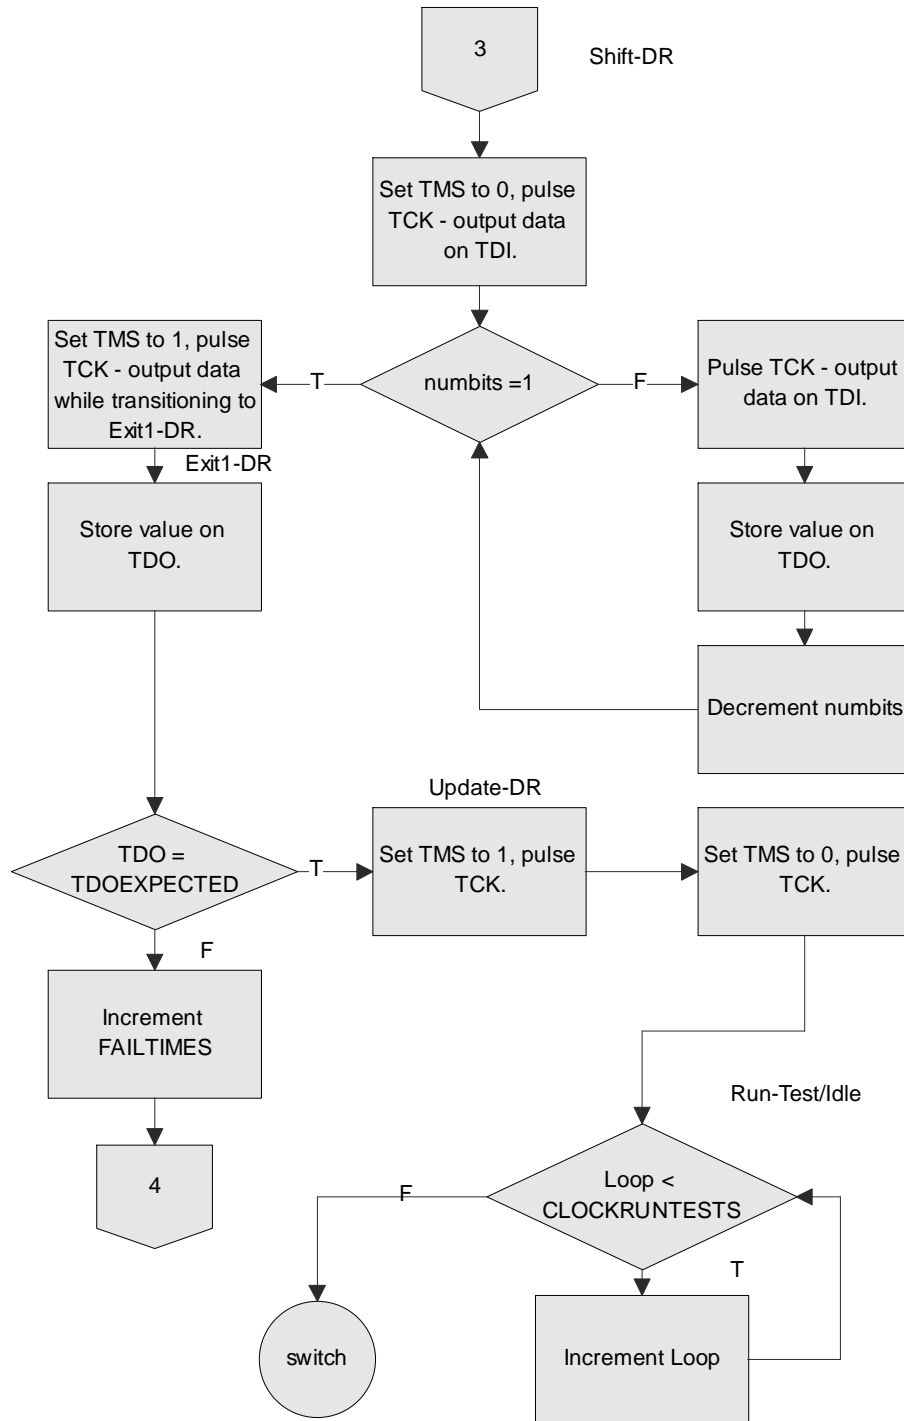 3
Shift-DR
Set TMS to 0, pulse
TCK - output data
on TDI.
Set TMS to 1, pulse
TCK - output data
while transitioning to
Exit1-DR.
T
numbits =1
F
Pulse TCK - output
data on TDI.
Exit1-DR
Store value on
TDO.
Store value on
TDO.
Decrement numbits
Update-DR
TDO =
TDOEXPECTED
T
Set TMS to 1, pulse
TCK.
Set TMS to 0, pulse
TCK.
F
Increment
FAILTIMES
Run-Test/Idle
4
Loop <
CLOCKRUNTESTS
F
T
switch
Increment Loop